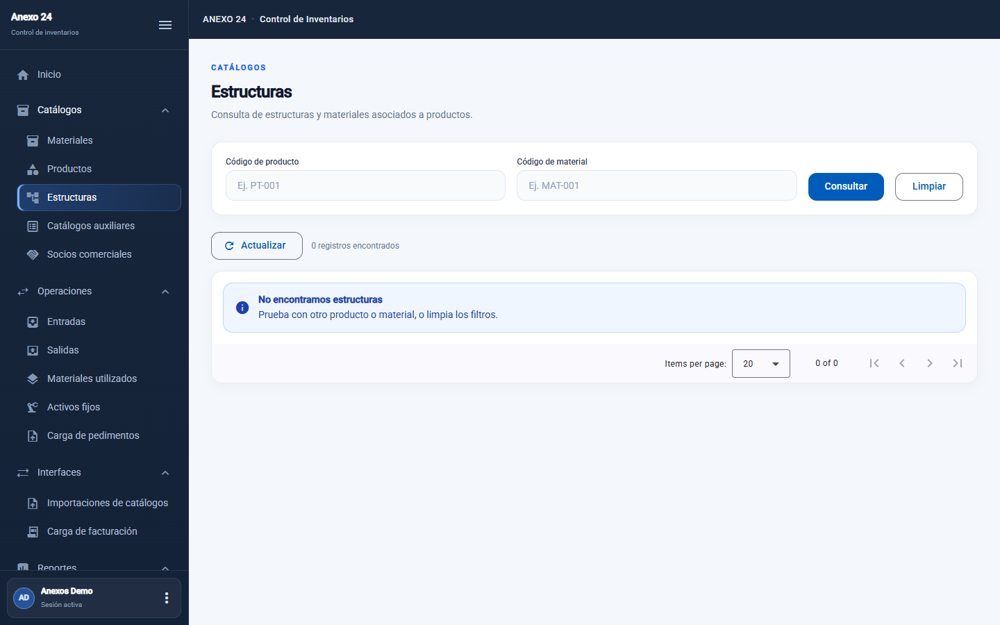 Anexo 24
Control de inventarios
Inicio
Catálogos
Materiales
Productos
Estructuras
Catálogos auxiliares
Socios comerciales
Operaciones
Entradas
Salidas
Materiales utilizados
Activos fijos
Carga de pedimentos
Interfaces
Importaciones de catálogos
Carga de facturación
Reportes
AD
Anexos Demo
Sesión activa
ANEXO 24 · Control de Inventarios
CATÁLOGOS
Estructuras
Consulta de estructuras y materiales asociados a productos.
Código de producto
Ej. PT-001
Código de material
Ej. MAT-001
Consultar
Limpiar
Actualizar
0 registros encontrados
No encontramos estructuras
Prueba con otro producto o material, o limpia los filtros.
Items per page: 20
0 of 0